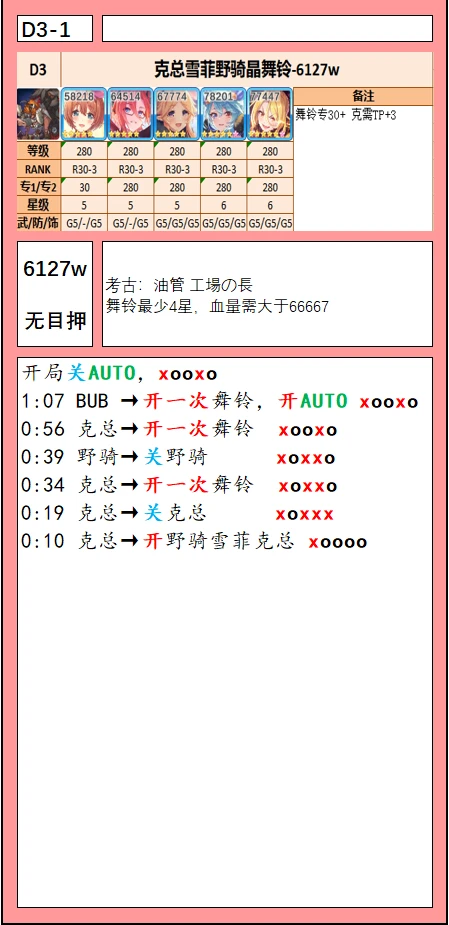 D3-1
D3 克总雪菲野骑晶舞铃-6127w
58218 64514 67774 78201 77447 备注
舞铃专30+ 克需TP+3
等级 280 280 280 280 280
RANK R30-3 R30-3 R30-3 R30-3 R30-3
专1/专2 30 280 280 280 280
星级 5 5 5 6 6
武/防/饰 G5/-/G5 G5/-/G5 G5/G5/G5 G5/G5/G5 G5/G5/G5
6127w
无目押
考古：油管 工場の長
舞铃最少4星，血量需大于66667
开局关AUTO，xooxo
1:07 BUB →开一次舞铃，开AUTO xooxo
0:56 克总→开一次舞铃 xooxo
0:39 野骑→关野骑 xoxxo
0:34 克总→开一次舞铃 xoxxo
0:19 克总→关克总 xoxxx
0:10 克总→开野骑雪菲克总 xoooo